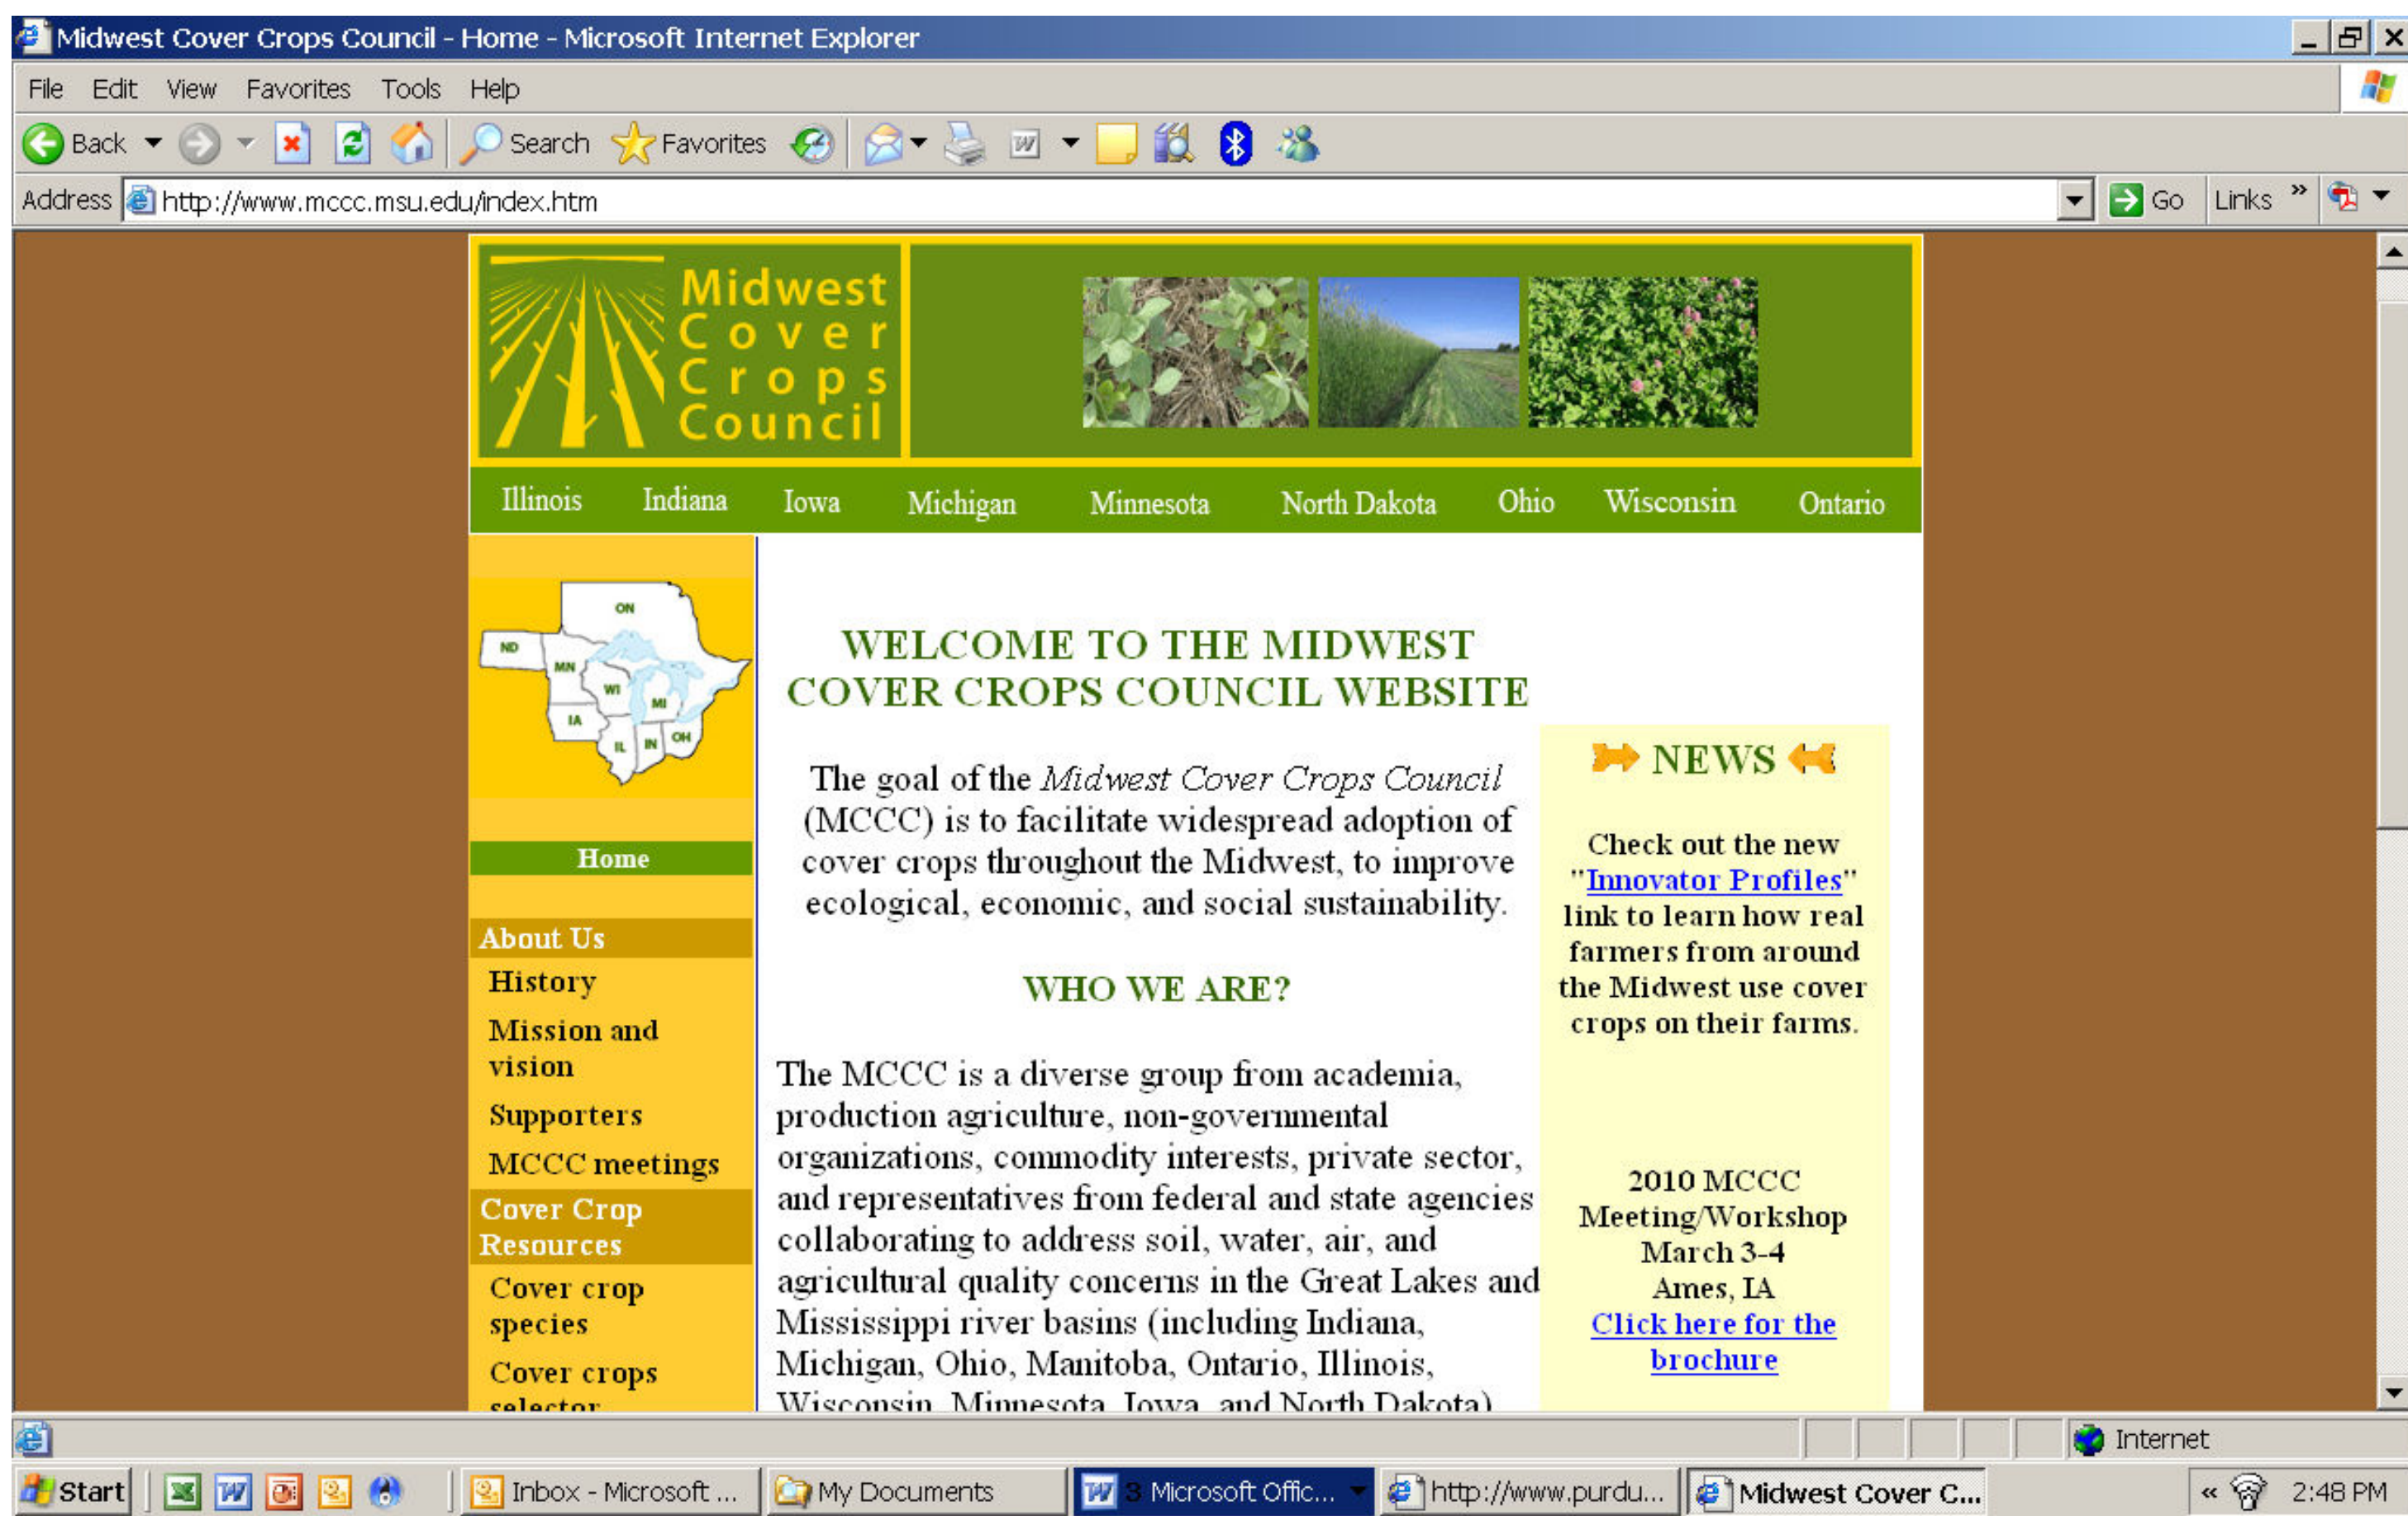 Midwest Cover Crops Council - Home - Microsoft Internet Explorer
File Edit View Favorites Tools Help
Back Search Favorites
Address http://www.mccc.msu.edu/index.htm Go Links »
Midwest
Cover
Crops
Council
Illinois Indiana Iowa Michigan Minnesota North Dakota Ohio Wisconsin Ontario
ON
ND
MN
WI
MI
IA
IL IN OH
Home
About Us
History
Mission and
vision
Supporters
MCCC meetings
Cover Crop
Resources
Cover crop
species
Cover crops
selector
WELCOME TO THE MIDWEST
COVER CROPS COUNCIL WEBSITE
The goal of the Midwest Cover Crops Council
(MCCC) is to facilitate widespread adoption of
cover crops throughout the Midwest, to improve
ecological, economic, and social sustainability.
WHO WE ARE?
The MCCC is a diverse group from academia,
production agriculture, non-governmental
organizations, commodity interests, private sector,
and representatives from federal and state agencies
collaborating to address soil, water, air, and
agricultural quality concerns in the Great Lakes and
Mississippi river basins (including Indiana,
Michigan, Ohio, Manitoba, Ontario, Illinois,
Wisconsin, Minnesota, Iowa, and North Dakota)
NEWS
Check out the new
"Innovator Profiles"
link to learn how real
farmers from around
the Midwest use cover
crops on their farms.
2010 MCCC
Meeting/Workshop
March 3-4
Ames, IA
Click here for the
brochure
Internet
Start Inbox - Microsoft ... My Documents 3 Microsoft Offic... http://www.purdu... Midwest Cover C... « 2:48 PM